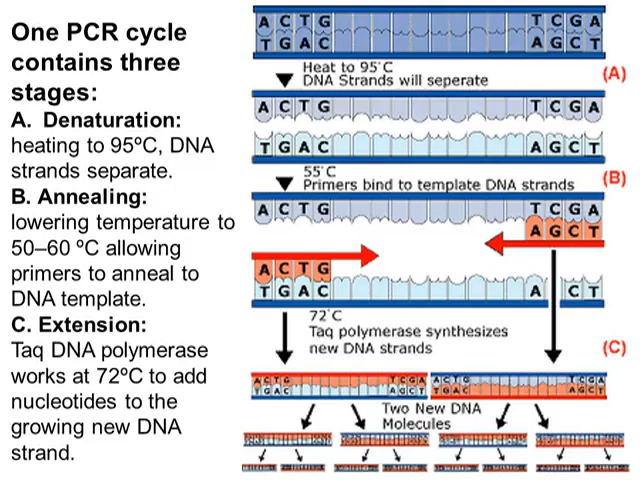 One PCR cycle
contains three
stages:
A. Denaturation:
heating to 95ºC, DNA
strands separate.
B. Annealing:
lowering temperature to
50–60 ºC allowing
primers to anneal to
DNA template.
C. Extension:
Taq DNA polymerase
works at 72ºC to add
nucleotides to the
growing new DNA
strand.
A C T G T C G A
T G A C A G C T
Heat to 95°C
DNA Strands will seperate
(A)
A C T G T C G A
T G A C A G C T
55°C
Primers bind to template DNA strands
(B)
A C T G T C G A
A G C T
A C T G
T G A C A C T
72°C
Taq polymerase synthesizes
new DNA strands
(C)
A C T G T C G A A C T G T C G A
T G A C A G C T T G A C A G C T
Two New DNA
Molecules